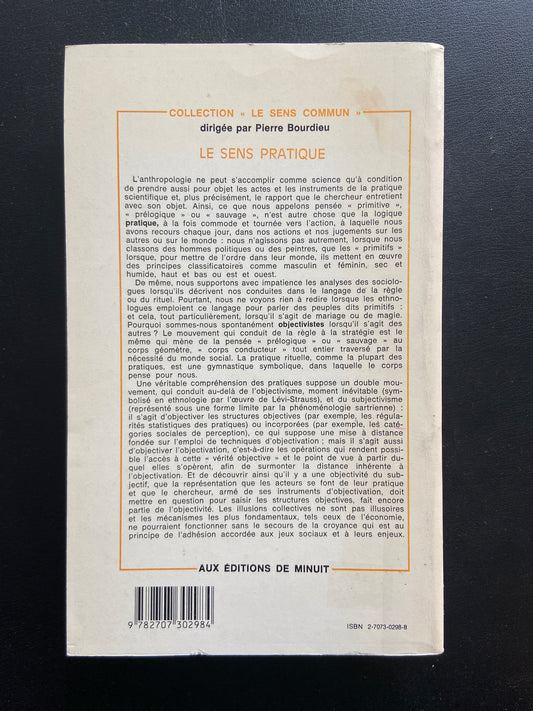 COLLECTION « LE SENS COMMUN »
dirigée par Pierre Bourdieu
LE SENS PRATIQUE
L'anthropologie ne peut s'accomplir comme science qu'à condition
de prendre aussi pour objet les actes et les instruments de la pratique
scientifique et, plus précisément, le rapport que le chercheur entretient
avec son objet. Ainsi, ce que nous appelons pensée « primitive »,
« prélogique » ou « sauvage », n'est autre chose que la logique
pratique, à la fois commode et tournée vers l'action, à laquelle nous
avons recours chaque jour, dans nos actions et nos jugements sur les
autres ou sur le monde : nous n'agissons pas autrement, lorsque nous
classons des hommes politiques ou des peintres, que les « primitifs »
lorsque, pour mettre de l'ordre dans leur monde, ils mettent en œuvre
des principes classificatoires comme masculin et féminin, sec et
humide, haut et bas ou est et ouest.
De même, nous supportons avec impatience les analyses des sociolo-
gues lorsqu'ils décrivent nos conduites dans le langage de la règle
ou du rituel. Pourtant, nous ne voyons rien à redire lorsque les ethno-
logues emploient ce langage pour parler des peuples dits primitifs :
et cela, tout particulièrement, lorsqu'il s'agit de mariage ou de magie.
Pourquoi sommes-nous spontanément objectivistes lorsqu'il s'agit des
autres ? Le mouvement qui conduit de la règle à la stratégie est le
même qui mène de la pensée « prélogique » ou « sauvage » au
corps géomètre, « corps conducteur » tout entier traversé par la
nécessité du monde social. La pratique rituelle, comme la plupart des
pratiques, est une gymnastique symbolique, dans laquelle le corps
pense pour nous.
Une véritable compréhension des pratiques suppose un double mou-
vement, qui conduit au-delà de l'objectivisme, moment inévitable (sym-
bolisé en ethnologie par l'œuvre de Lévi-Strauss), et du subjectivisme
(représenté sous une forme limite par la phénoménologie sartrienne) :
il s'agit d'objectiver les structures objectives (par exemple, les régula-
rités statistiques des pratiques) ou incorporées (par exemple, les caté-
gories sociales de perception), ce qui suppose une mise à distance
fondée sur l'emploi de techniques d'objectivation ; mais il s'agit aussi
d'objectiver l'objectivation, c'est-à-dire les opérations qui rendent possi-
ble l'accès à cette « vérité objective » et le point de vue à partir du-
quel elles s'opèrent, afin de surmonter la distance inhérente à
l'objectivation. Et de découvrir ainsi qu'il y a une objectivité du sub-
jectif, que la représentation que les acteurs se font de leur pratique
et que le chercheur, armé de ses instruments d'objectivation, doit
mettre en question pour saisir les structures objectives, fait encore
partie de l'objectivité. Les illusions collectives ne sont pas illusoires
et les mécanismes les plus fondamentaux, tels ceux de l'économie,
ne pourraient fonctionner sans le secours de la croyance qui est au
principe de l'adhésion accordée aux jeux sociaux et à leurs enjeux.
AUX ÉDITIONS DE MINUIT
9 782707 302984
ISBN 2-7073-0298-8